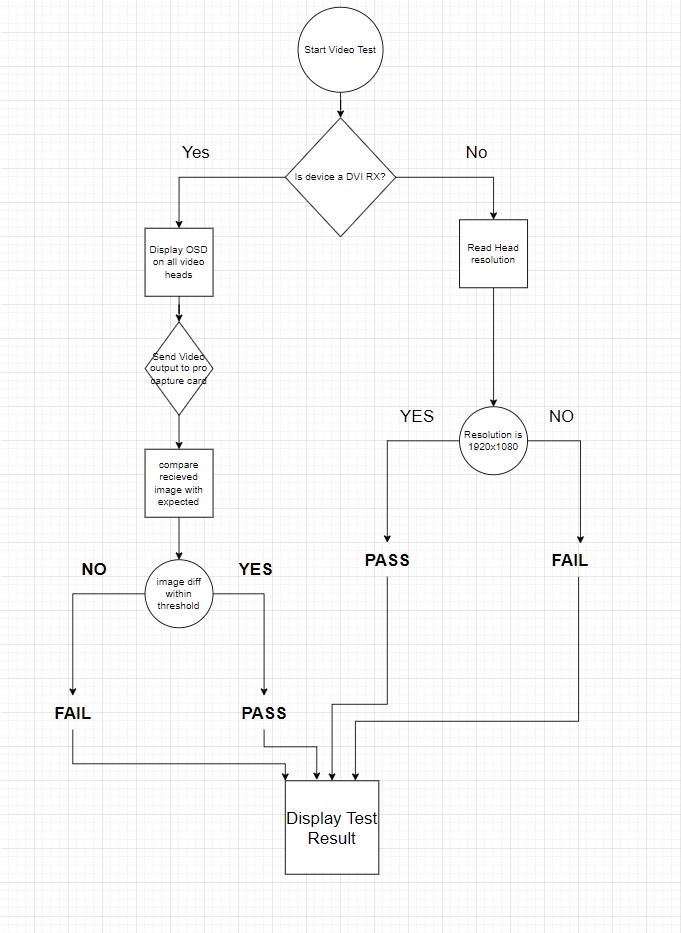 Start Video Test
Yes
No
Is device a DVI RX?
Display OSD
on all video
heads
Read Head
resolution
Send Video
output to pro
capture card
YES
NO
Resolution is
1920x1080
compare
recieved
image with
expected
PASS
FAIL
NO
YES
image diff
within
threshold
FAIL
PASS
Display Test
Result